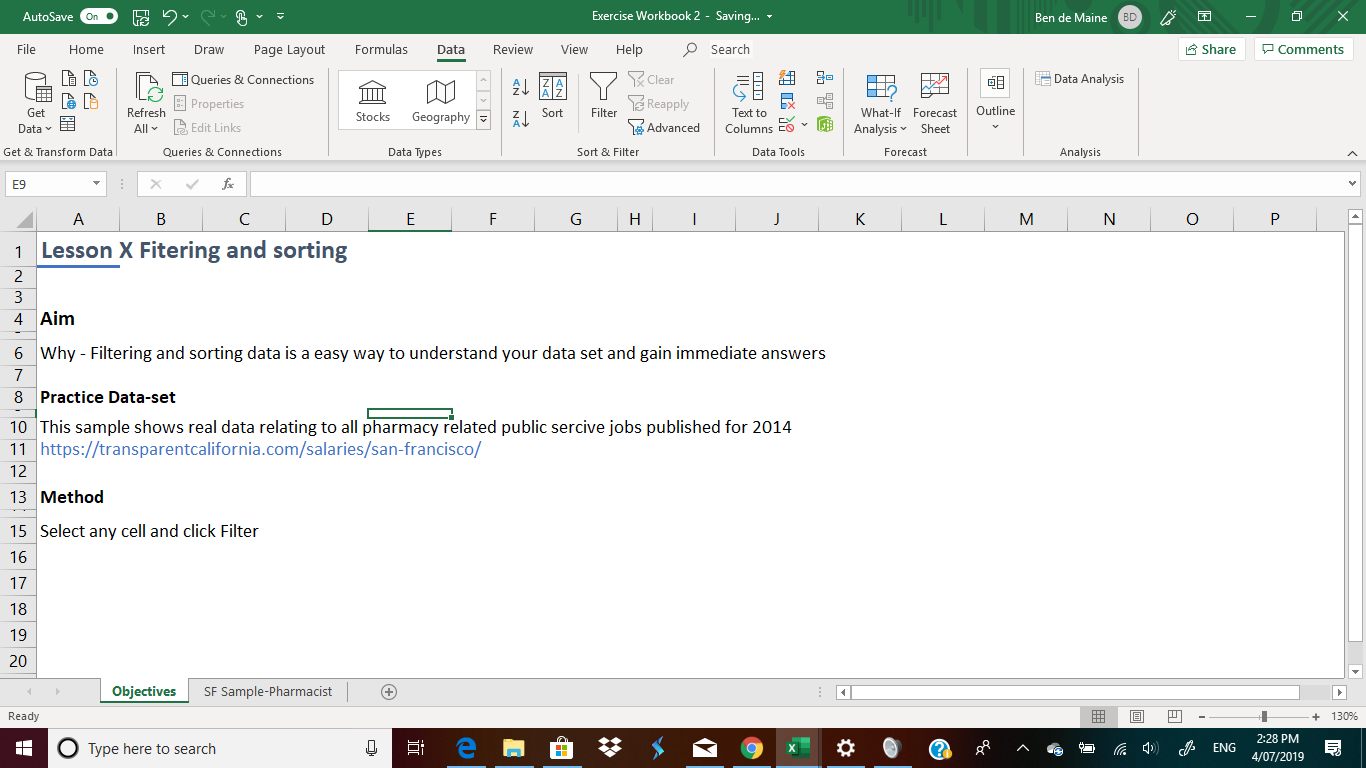 AutoSave On Exercise Workbook 2 - Saving... Ben de Maine BD
File Home Insert Draw Page Layout Formulas Data Review View Help Search Share Comments
Get Data
Refresh All
Queries & Connections
Properties
Edit Links
Stocks Geography
Sort
Filter
Clear
Reapply
Advanced
Text to Columns
What-If Analysis
Forecast Sheet
Outline
Data Analysis
Get & Transform Data Queries & Connections Data Types Sort & Filter Data Tools Forecast Analysis
E9 fx
A B C D E F G H I J K L M N O P
1 Lesson X Fitering and sorting
2
3
4 Aim
6 Why - Filtering and sorting data is a easy way to understand your data set and gain immediate answers
7
8 Practice Data-set
10 This sample shows real data relating to all pharmacy related public sercive jobs published for 2014
11 https://transparentcalifornia.com/salaries/san-francisco/
12
13 Method
15 Select any cell and click Filter
16
17
18
19
20
Objectives SF Sample-Pharmacist
Ready 130%
Type here to search ENG 2:28 PM
4/07/2019